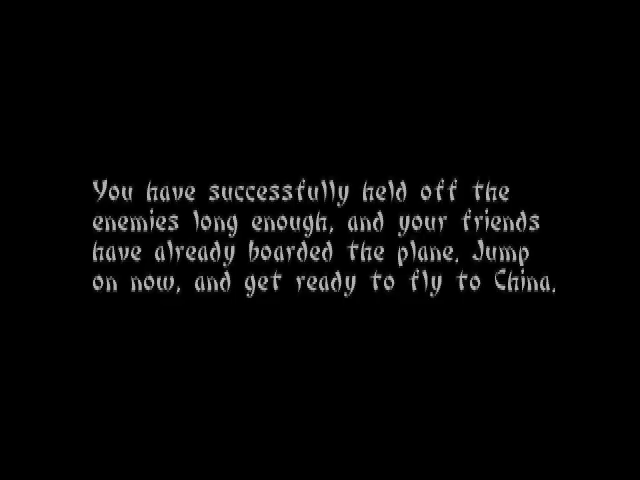 You have successfully held off the
enemies long enough, and your friends
have already boarded the plane. Jump
on now, and get ready to fly to China.